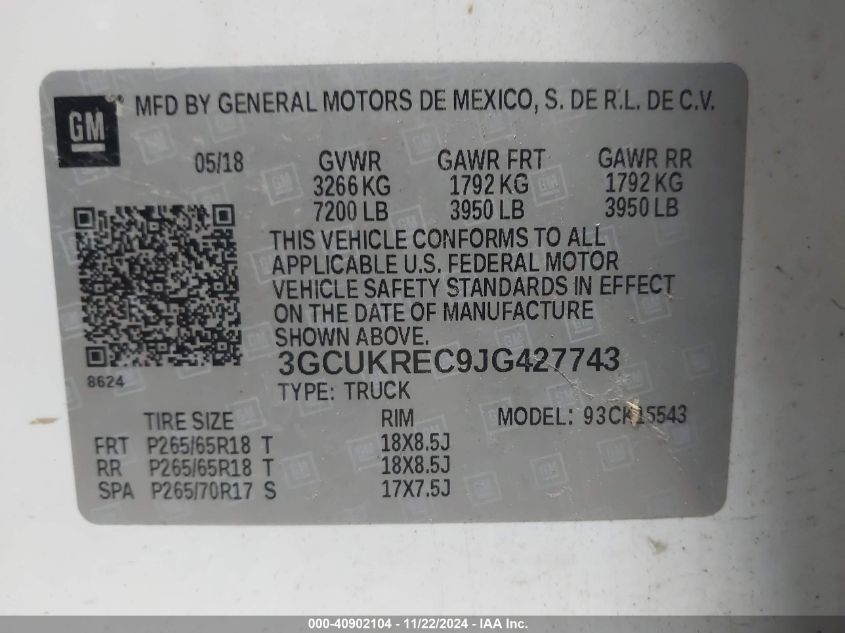 GM
MFD BY GENERAL MOTORS DE MEXICO, S. DE R.L. DE C.V.
05/18 GVWR GAWR FRT GAWR RR
3266 KG 1792 KG 1792 KG
7200 LB 3950 LB 3950 LB
THIS VEHICLE CONFORMS TO ALL
APPLICABLE U.S. FEDERAL MOTOR
VEHICLE SAFETY STANDARDS IN EFFECT
ON THE DATE OF MANUFACTURE
SHOWN ABOVE.
3GCUKREC9JG427743
8624
TYPE: TRUCK
TIRE SIZE RIM MODEL: 93CK15543
FRT P265/65R18 T 18X8.5J
RR P265/65R18 T 18X8.5J
SPA P265/70R17 S 17X7.5J
000-40902104 - 11/22/2024 - IAA Inc.